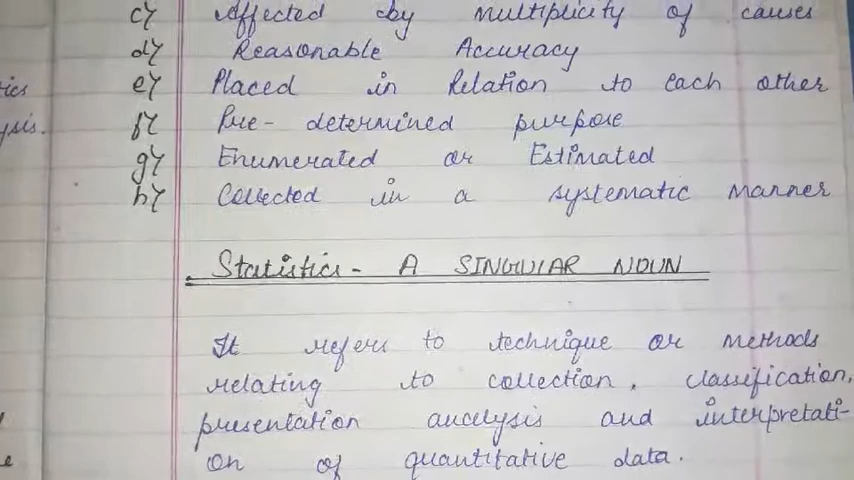 c) Affected by multiplicity of causes
d) Reasonable Accuracy
e) Placed in Relation to each other
f) Pre-determined purpose
g) Enumerated or Estimated
h) Collected in a systematic manner
Statistics - A SINGULAR NOUN
It refers to technique or methods
relating to collection, classification,
presentation analysis and interpretati-
on of quantitative data.